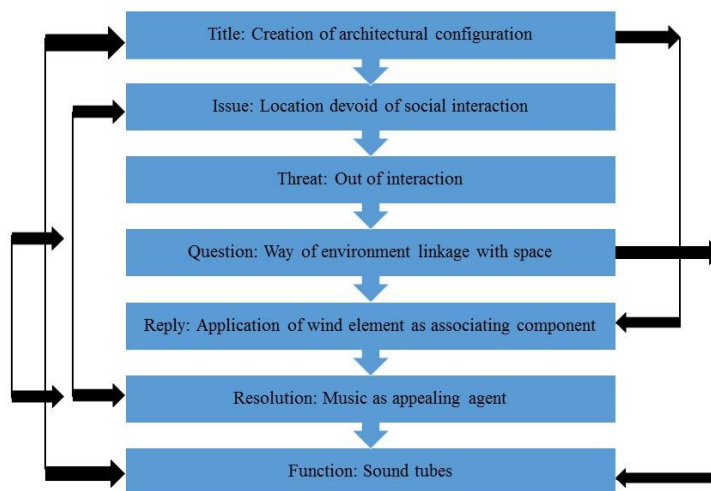 Title: Creation of architectural configuration
Issue: Location devoid of social interaction
Threat: Out of interaction
Question: Way of environment linkage with space
Reply: Application of wind element as associating component
Resolution: Music as appealing agent
Function: Sound tubes